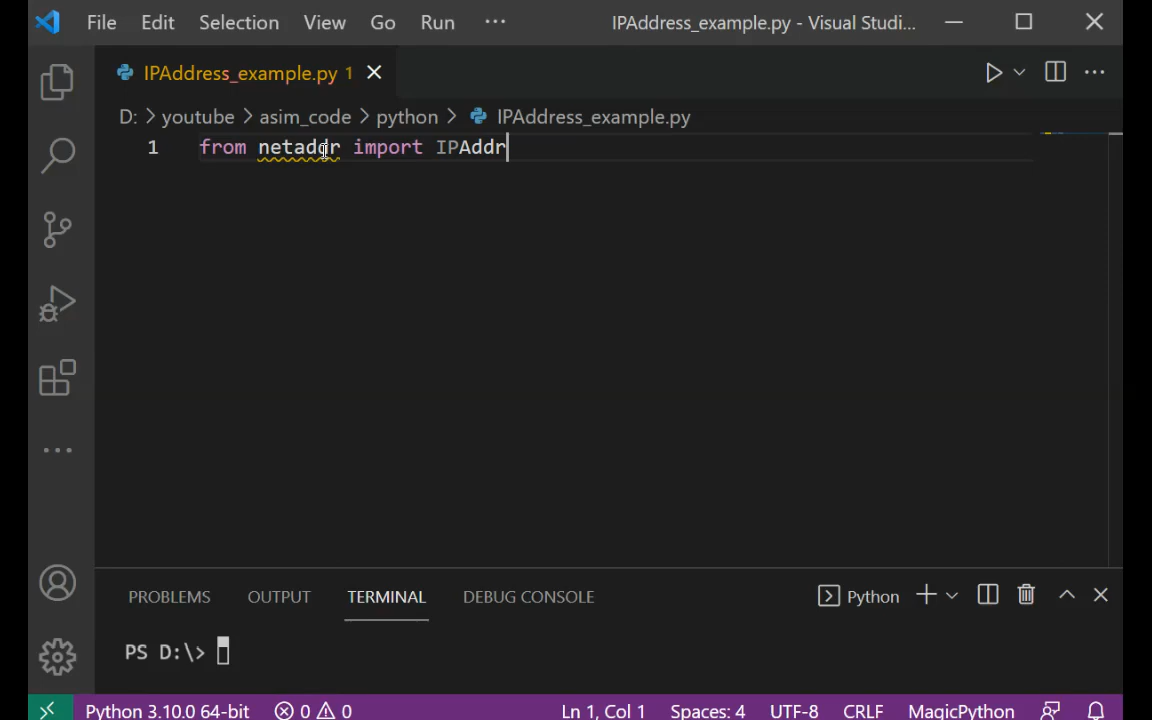 File Edit Selection View Go Run ··· IPAddress_example.py - Visual Studi...
IPAddress_example.py 1
D: > youtube > asim_code > python > IPAddress_example.py
1 from netaddr import IPAddr
PROBLEMS OUTPUT TERMINAL DEBUG CONSOLE Python
PS D:\>
Python 3.10.0 64-bit 0 0 Ln 1, Col 1 Spaces: 4 UTF-8 CRLF MagicPython